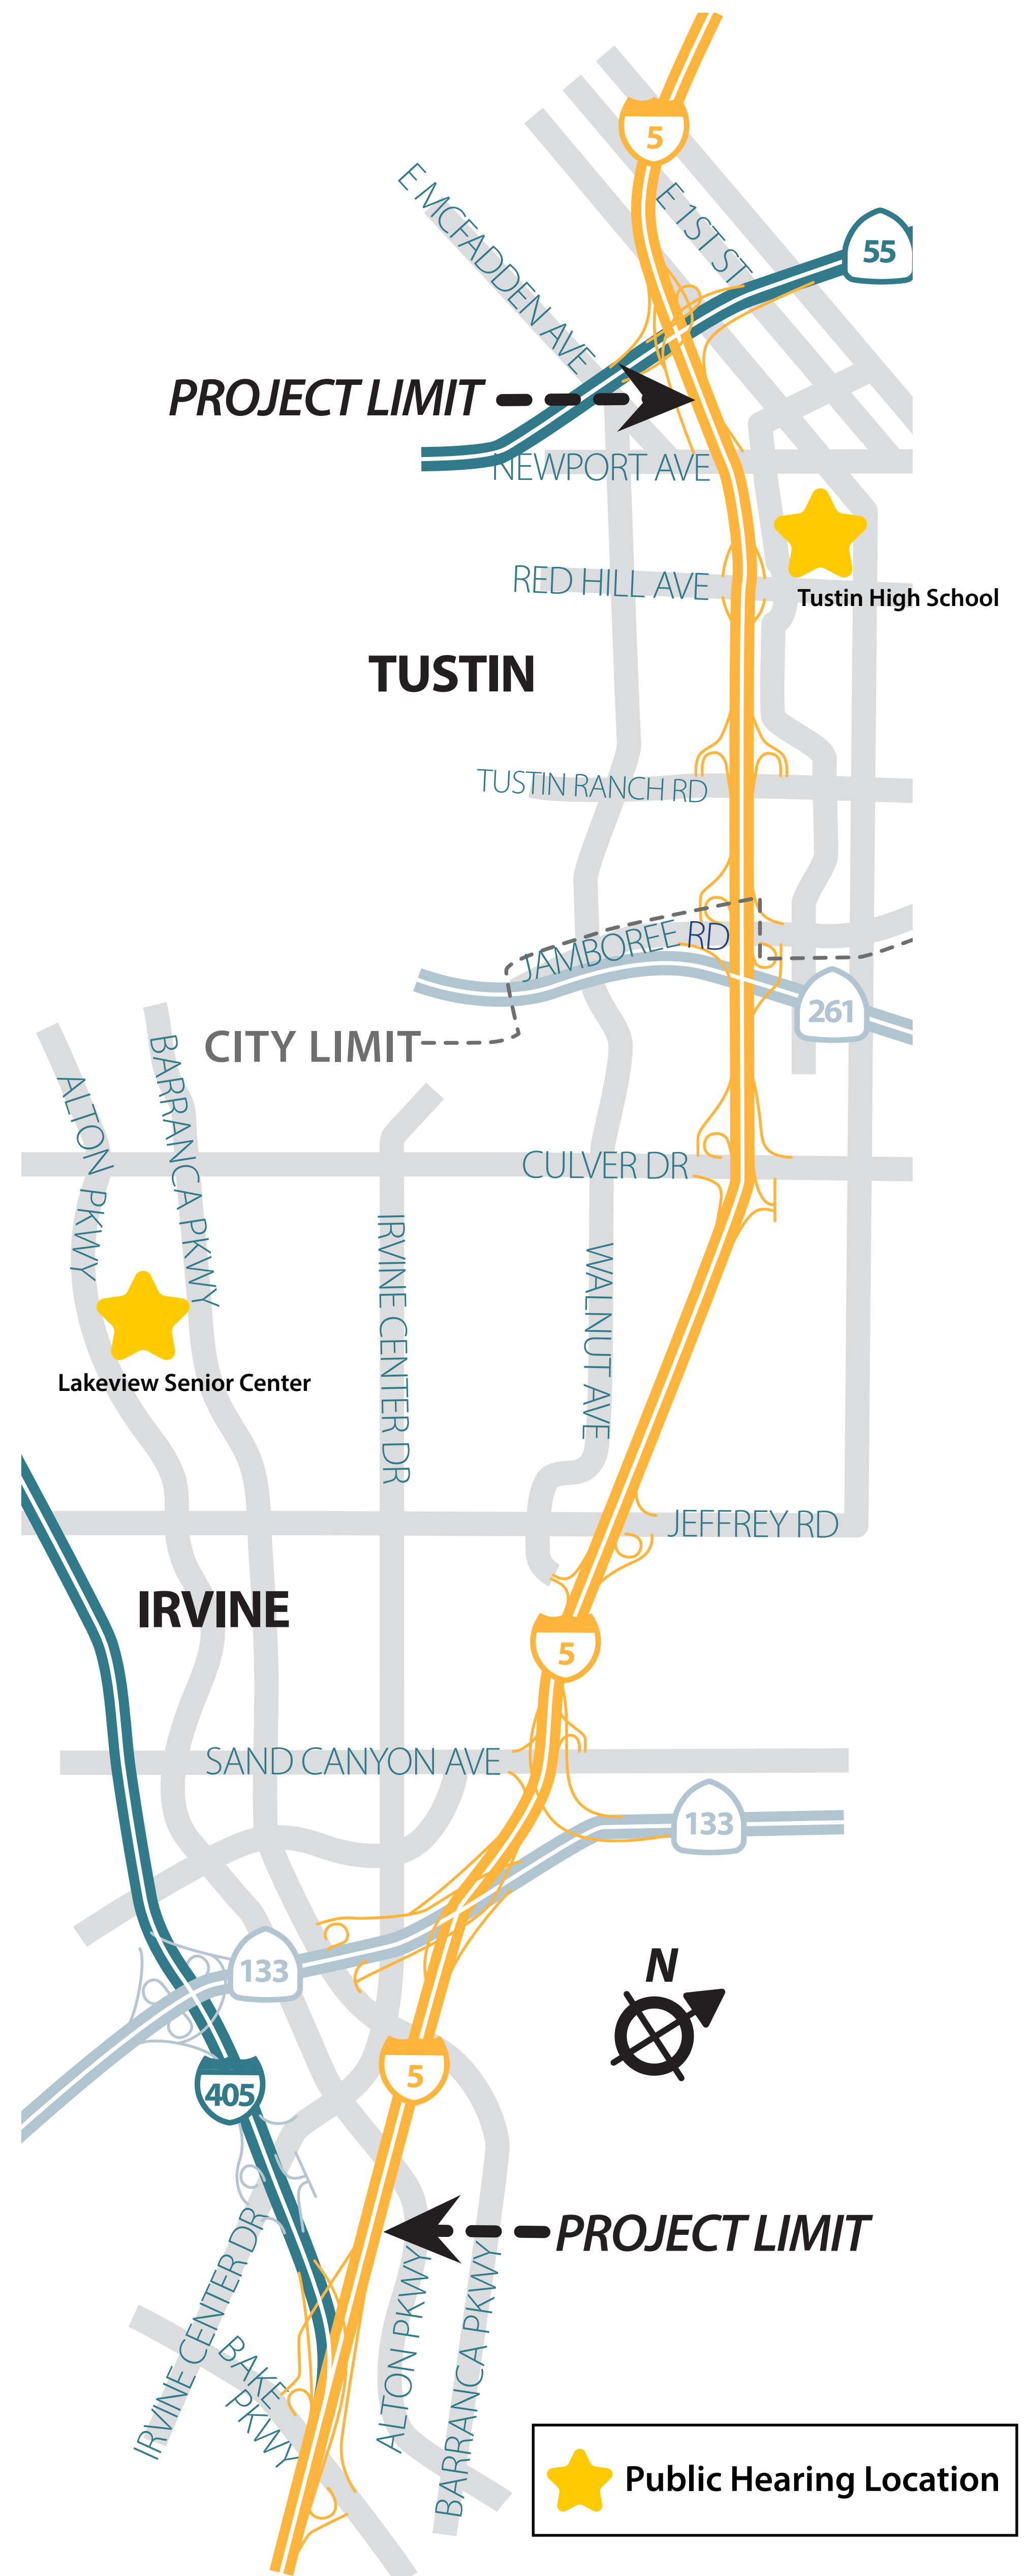 5
E 1ST ST
55
E MCFADDEN AVE
PROJECT LIMIT
NEWPORT AVE
RED HILL AVE
Tustin High School
TUSTIN
TUSTIN RANCH RD
JAMBOREE RD
261
CITY LIMIT
BARRANCA PKWY
ALTON PKWY
CULVER DR
IRVINE CENTER DR
WALNUT AVE
Lakeview Senior Center
JEFFREY RD
IRVINE
5
SAND CANYON AVE
133
133
N
5
405
PROJECT LIMIT
IRVINE CENTER DR
BAKE
PKWY
ALTON PKWY
BARRANCA PKWY
Public Hearing Location